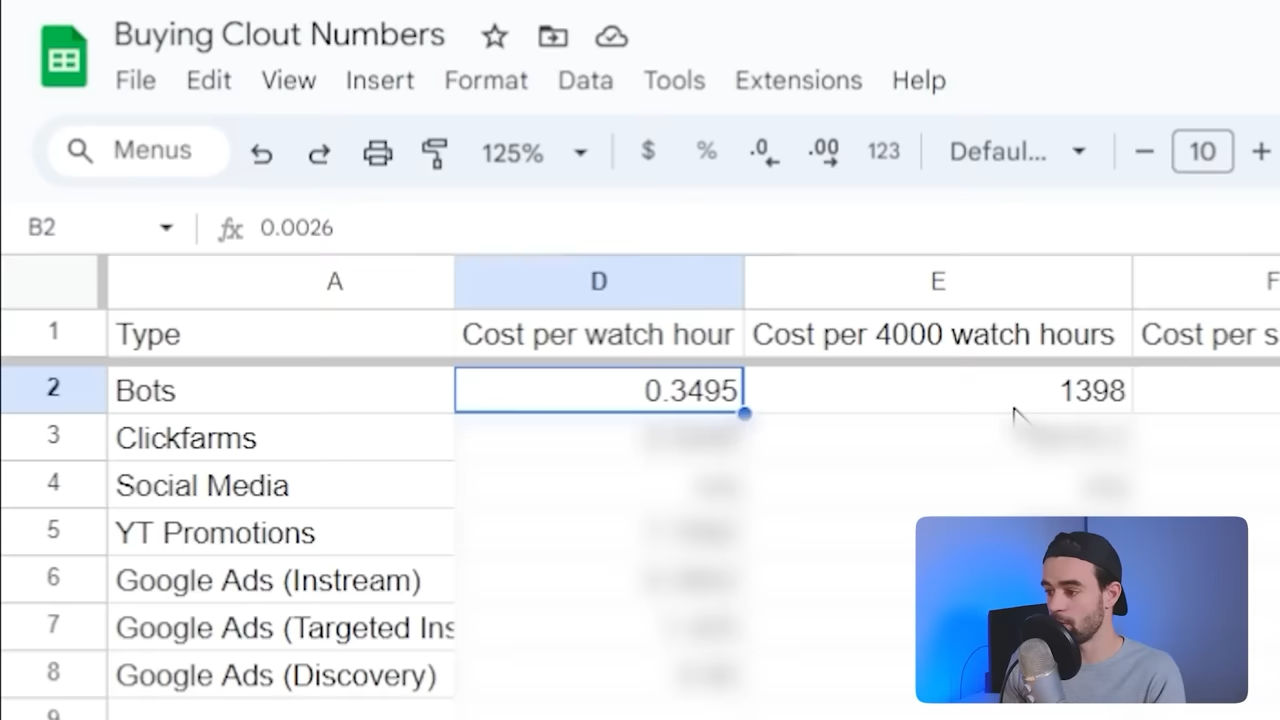 Buying Clout Numbers
File Edit View Insert Format Data Tools Extensions Help
Menus 125% $ % .0 .00 123 Defaul... − 10 +
B2 fx 0.0026
A D E F
1 Type Cost per watch hour Cost per 4000 watch hours Cost per s
2 Bots 0.3495 1398
3 Clickfarms
4 Social Media
5 YT Promotions
6 Google Ads (Instream)
7 Google Ads (Targeted Ins
8 Google Ads (Discovery)
9